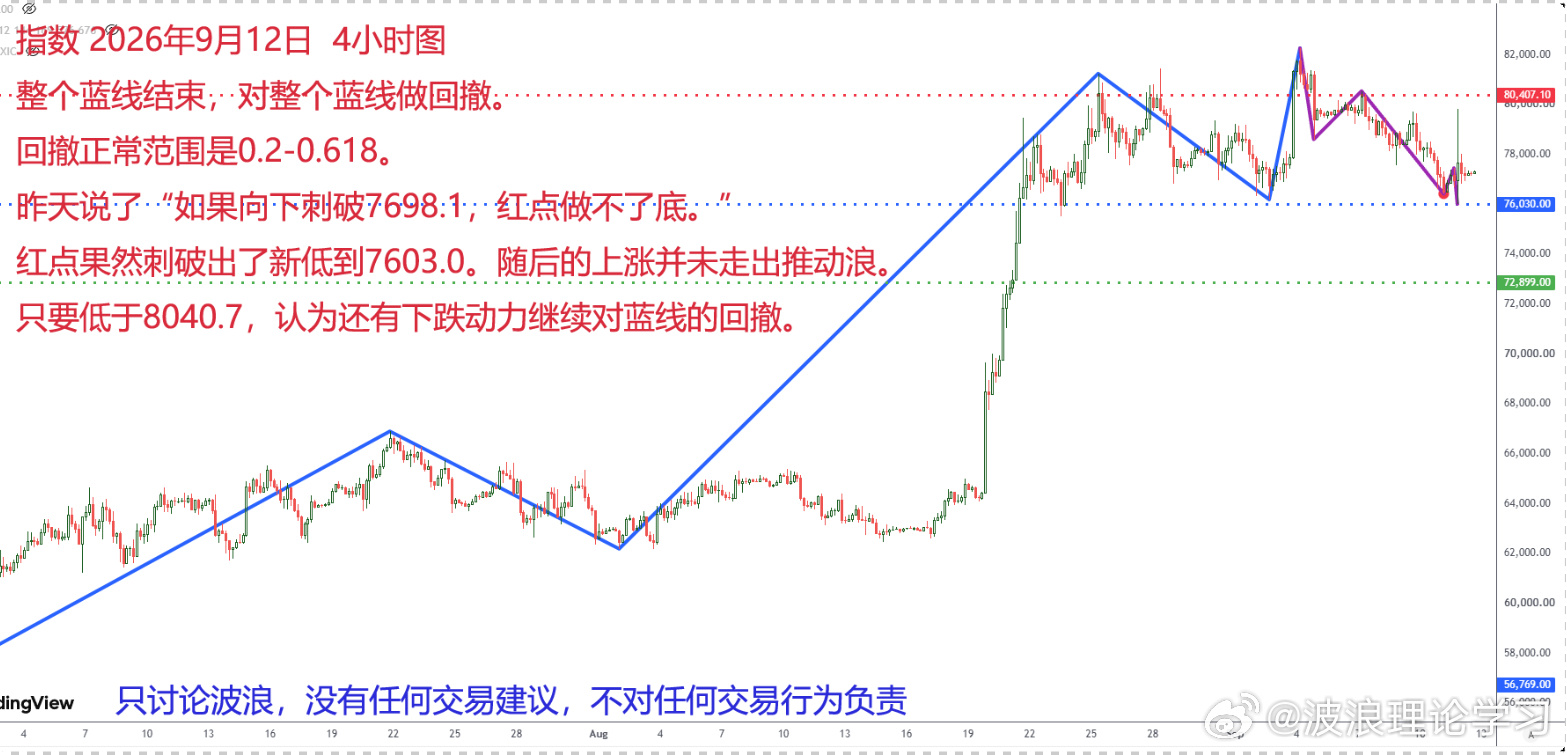 指数 2026年9月12日 4小时图
整个蓝线结束，对整个蓝线做回撤。
回撤正常范围是0.2-0.618。
昨天说了“如果向下刺破7698.1，红点做不了底。”
红点果然刺破出了新低到7603.0。随后的上涨并未走出推动浪。
只要低于8040.7，认为还有下跌动力继续对蓝线的回撤。
82,000.00
80,407.10
80,000.00
78,000.00
76,030.00
74,000.00
72,899.00
72,000.00
70,000.00
68,000.00
66,000.00
64,000.00
62,000.00
60,000.00
58,000.00
56,769.00
56,000.00
dingView
只讨论波浪，没有任何交易建议，不对任何交易行为负责
@波浪理论学习
4 7 10 13 16 19 22 25 28 Aug 4 7 10 13 16 19 22 25 28 4 10